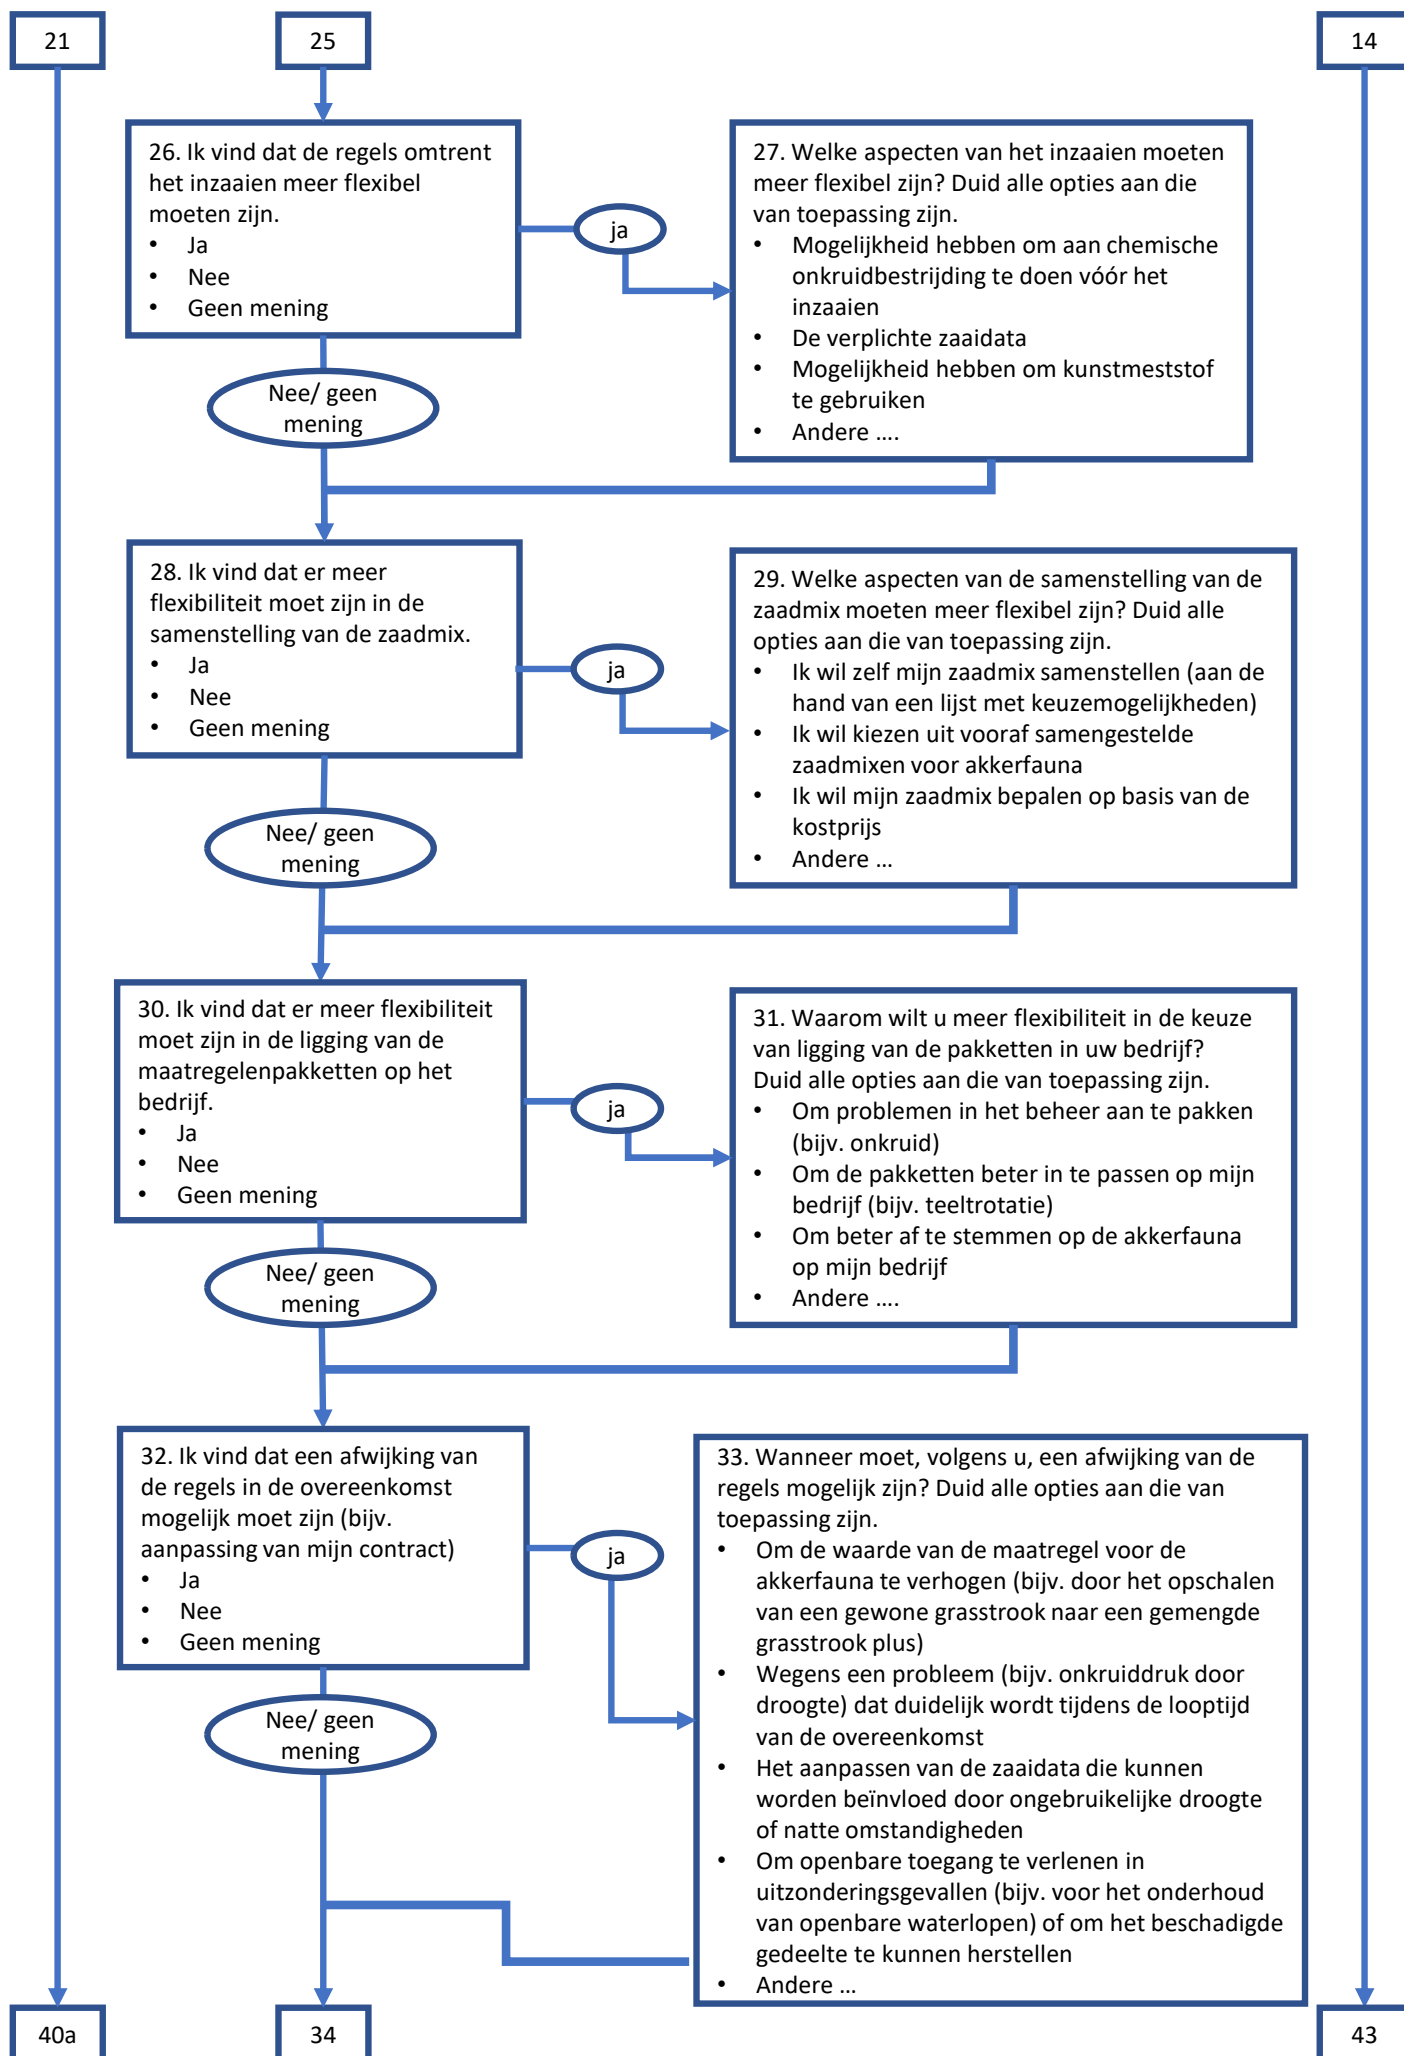 21
25
14
26. Ik vind dat de regels omtrent
het inzaaien meer flexibel
moeten zijn.
• Ja
• Nee
• Geen mening
ja
27. Welke aspecten van het inzaaien moeten
meer flexibel zijn? Duid alle opties aan die
van toepassing zijn.
• Mogelijkheid hebben om aan chemische
onkruidbestrijding te doen vóór het
inzaaien
• De verplichte zaaidata
• Mogelijkheid hebben om kunstmeststof
te gebruiken
• Andere ….
Nee/ geen
mening
28. Ik vind dat er meer
flexibiliteit moet zijn in de
samenstelling van de zaadmix.
• Ja
• Nee
• Geen mening
ja
29. Welke aspecten van de samenstelling van de
zaadmix moeten meer flexibel zijn? Duid alle
opties aan die van toepassing zijn.
• Ik wil zelf mijn zaadmix samenstellen (aan de
hand van een lijst met keuzemogelijkheden)
• Ik wil kiezen uit vooraf samengestelde
zaadmixen voor akkerfauna
• Ik wil mijn zaadmix bepalen op basis van de
kostprijs
• Andere …
Nee/ geen
mening
30. Ik vind dat er meer flexibiliteit
moet zijn in de ligging van de
maatregelenpakketten op het
bedrijf.
• Ja
• Nee
• Geen mening
ja
31. Waarom wilt u meer flexibiliteit in de keuze
van ligging van de pakketten in uw bedrijf?
Duid alle opties aan die van toepassing zijn.
• Om problemen in het beheer aan te pakken
(bijv. onkruid)
• Om de pakketten beter in te passen op mijn
bedrijf (bijv. teeltrotatie)
• Om beter af te stemmen op de akkerfauna
op mijn bedrijf
• Andere ….
Nee/ geen
mening
32. Ik vind dat een afwijking van
de regels in de overeenkomst
mogelijk moet zijn (bijv.
aanpassing van mijn contract)
• Ja
• Nee
• Geen mening
ja
33. Wanneer moet, volgens u, een afwijking van de
regels mogelijk zijn? Duid alle opties aan die van
toepassing zijn.
• Om de waarde van de maatregel voor de
akkerfauna te verhogen (bijv. door het opschalen
van een gewone grasstrook naar een gemengde
grasstrook plus)
• Wegens een probleem (bijv. onkruiddruk door
droogte) dat duidelijk wordt tijdens de looptijd
van de overeenkomst
• Het aanpassen van de zaaidata die kunnen
worden beïnvloed door ongebruikelijke droogte
of natte omstandigheden
• Om openbare toegang te verlenen in
uitzonderingsgevallen (bijv. voor het onderhoud
van openbare waterlopen) of om het beschadigde
gedeelte te kunnen herstellen
• Andere …
Nee/ geen
mening
40a
34
43